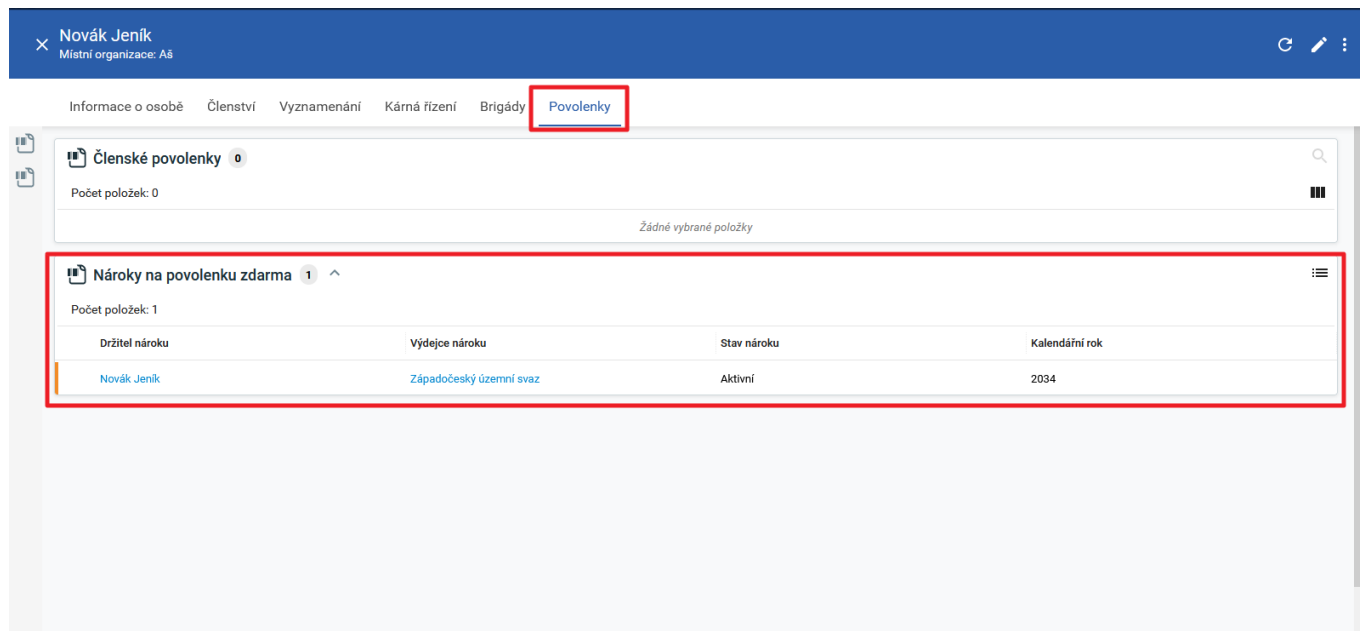 Novák Jeník
Místní organizace: Aš
Informace o osobě Členství Vyznamenání Kárná řízení Brigády Povolenky
Členské povolenky 0
Počet položek: 0
Žádné vybrané položky
Nároky na povolenku zdarma 1
Počet položek: 1
Držitel nároku Výdejce nároku Stav nároku Kalendářní rok
Novák Jeník Západočeský územní svaz Aktivní 2034